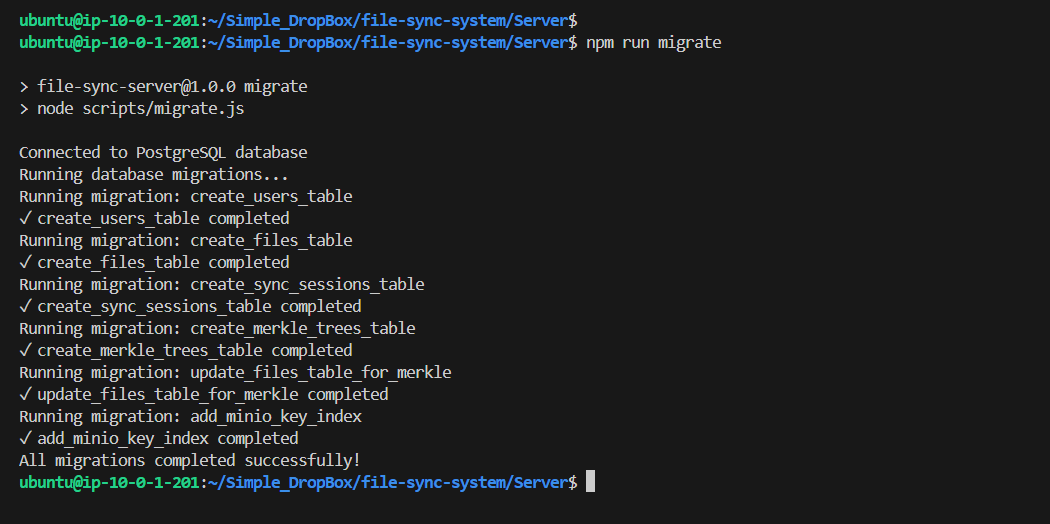 ubuntu@ip-10-0-1-201:~/Simple_DropBox/file-sync-system/Server$
ubuntu@ip-10-0-1-201:~/Simple_DropBox/file-sync-system/Server$ npm run migrate
> file-sync-server@1.0.0 migrate
> node scripts/migrate.js
Connected to PostgreSQL database
Running database migrations...
Running migration: create_users_table
✓ create_users_table completed
Running migration: create_files_table
✓ create_files_table completed
Running migration: create_sync_sessions_table
✓ create_sync_sessions_table completed
Running migration: create_merkle_trees_table
✓ create_merkle_trees_table completed
Running migration: update_files_table_for_merkle
✓ update_files_table_for_merkle completed
Running migration: add_minio_key_index
✓ add_minio_key_index completed
All migrations completed successfully!
ubuntu@ip-10-0-1-201:~/Simple_DropBox/file-sync-system/Server$